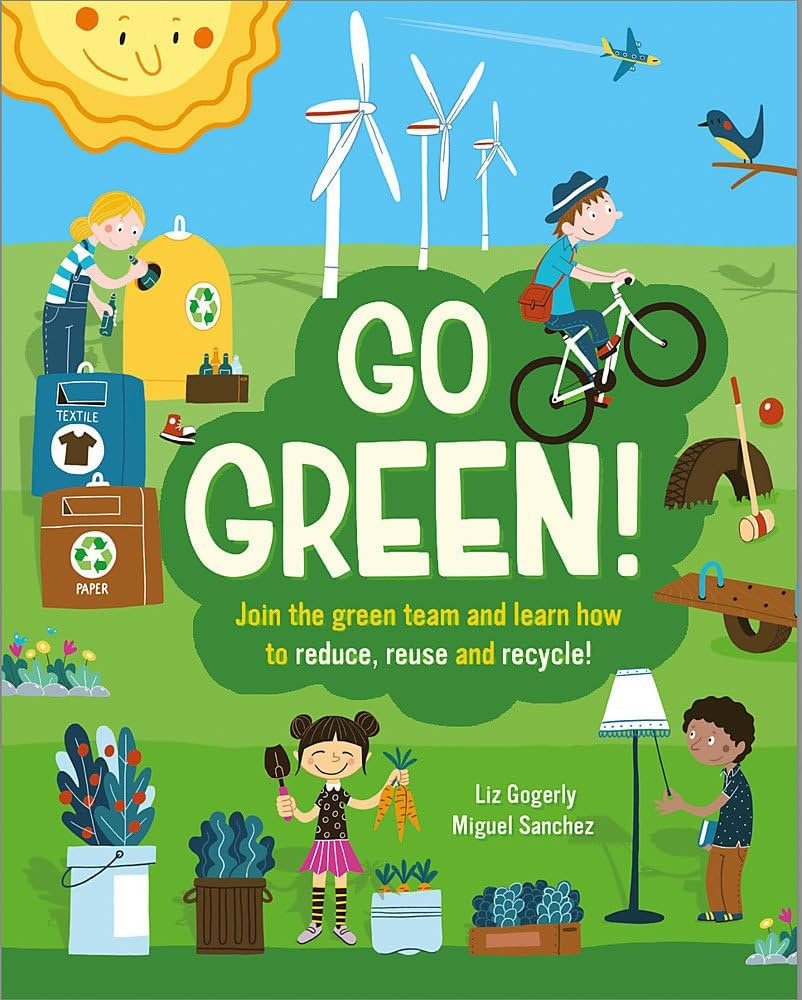 GO
GREEN!
Join the green team and learn how
to reduce, reuse and recycle!
TEXTILE
PAPER
Liz Gogerly
Miguel Sanchez